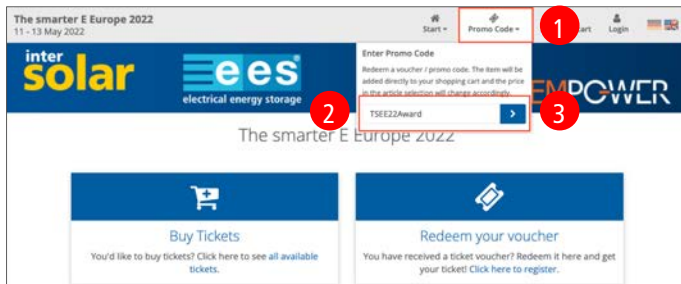 The smarter E Europe 2022
11 - 13 May 2022
Start
Promo Code
1
art
Login
Enter Promo Code
Redeem a voucher / promo code. The item will be
added directly to your shopping cart and the price
in the article selection will change accordingly.
inter
solar
ees
electrical energy storage
EMPOWER
2
TSEE22Award
3
The smarter E Europe 2022
Buy Tickets
You'd like to buy tickets? Click here to see all available
tickets.
Redeem your voucher
You have received a ticket voucher? Redeem it here and get
your ticket! Click here to register.